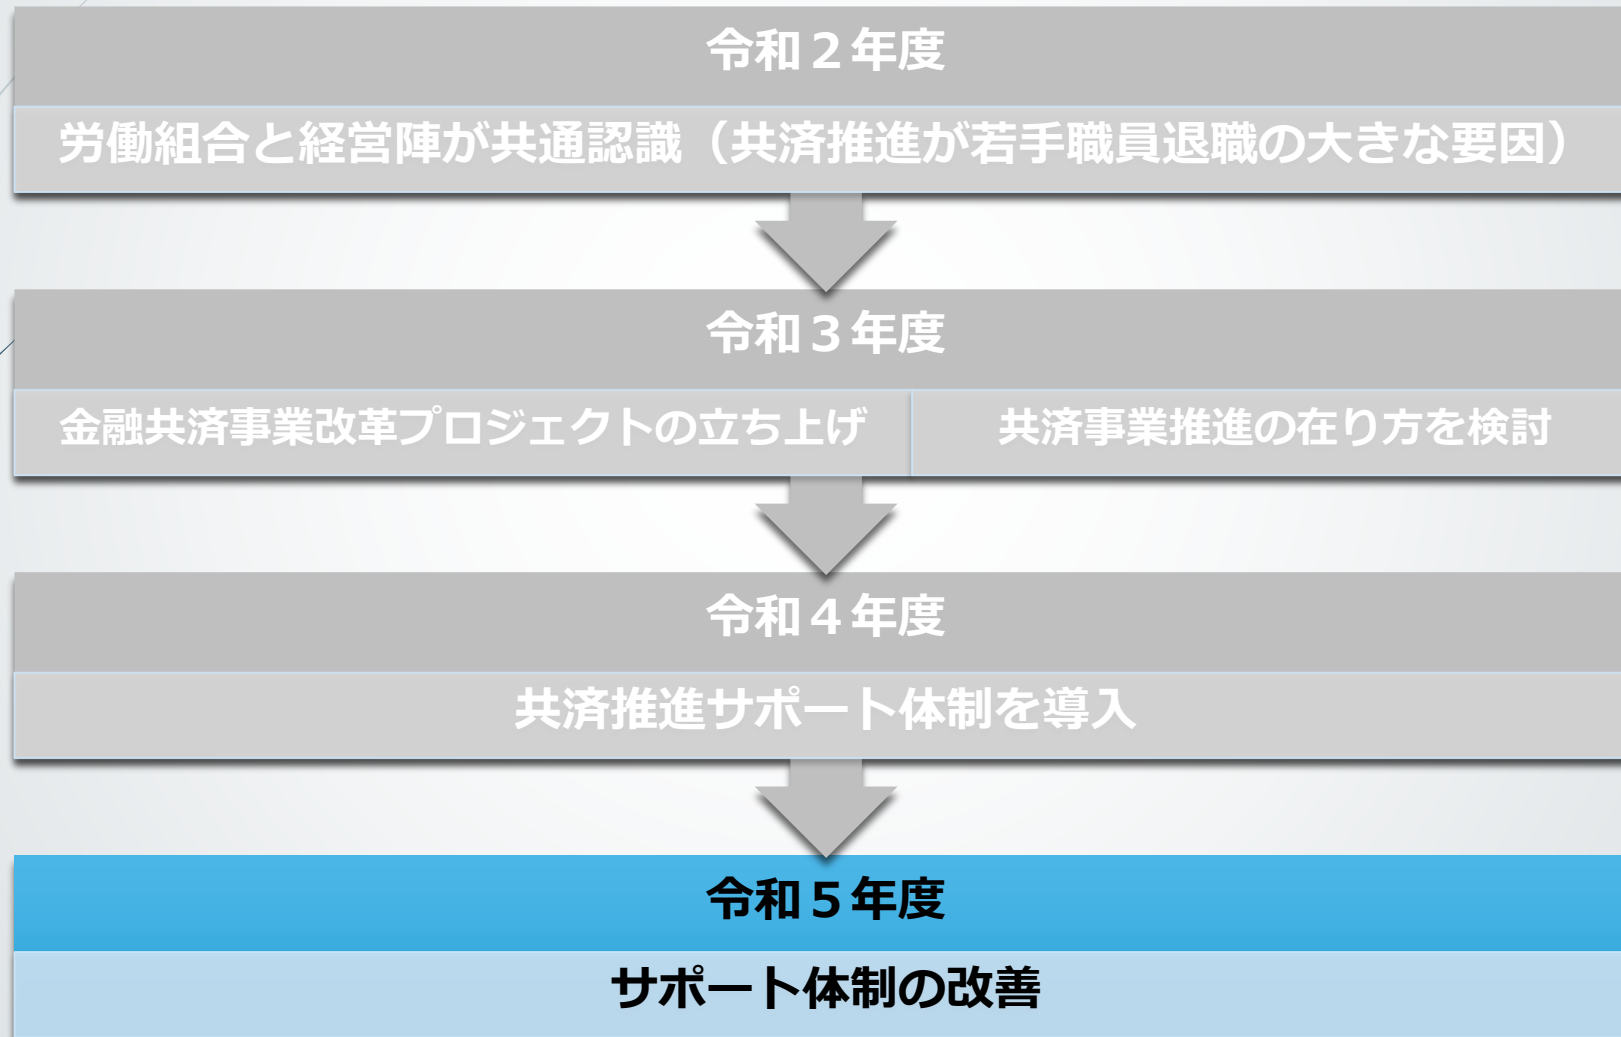 令和２年度
労働組合と経営陣が共通認識（共済推進が若手職員退職の大きな要因）
令和３年度
金融共済事業改革プロジェクトの立ち上げ
共済事業推進の在り方を検討
令和４年度
共済推進サポート体制を導入
令和５年度
サポート体制の改善